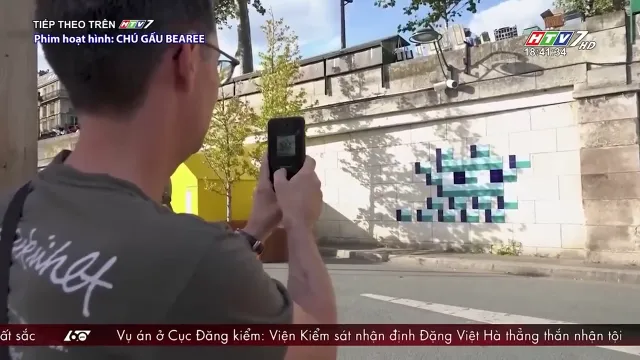 TIẾP THEO TRÊN HTV7
Phim hoạt hình: CHÚ GẤU BEAREE
HTV7 HD
18:41:34
ất sắc 60 Vụ án ở Cục Đăng kiểm: Viện Kiểm sát nhận định Đặng Việt Hà thẳng thắn nhận tội